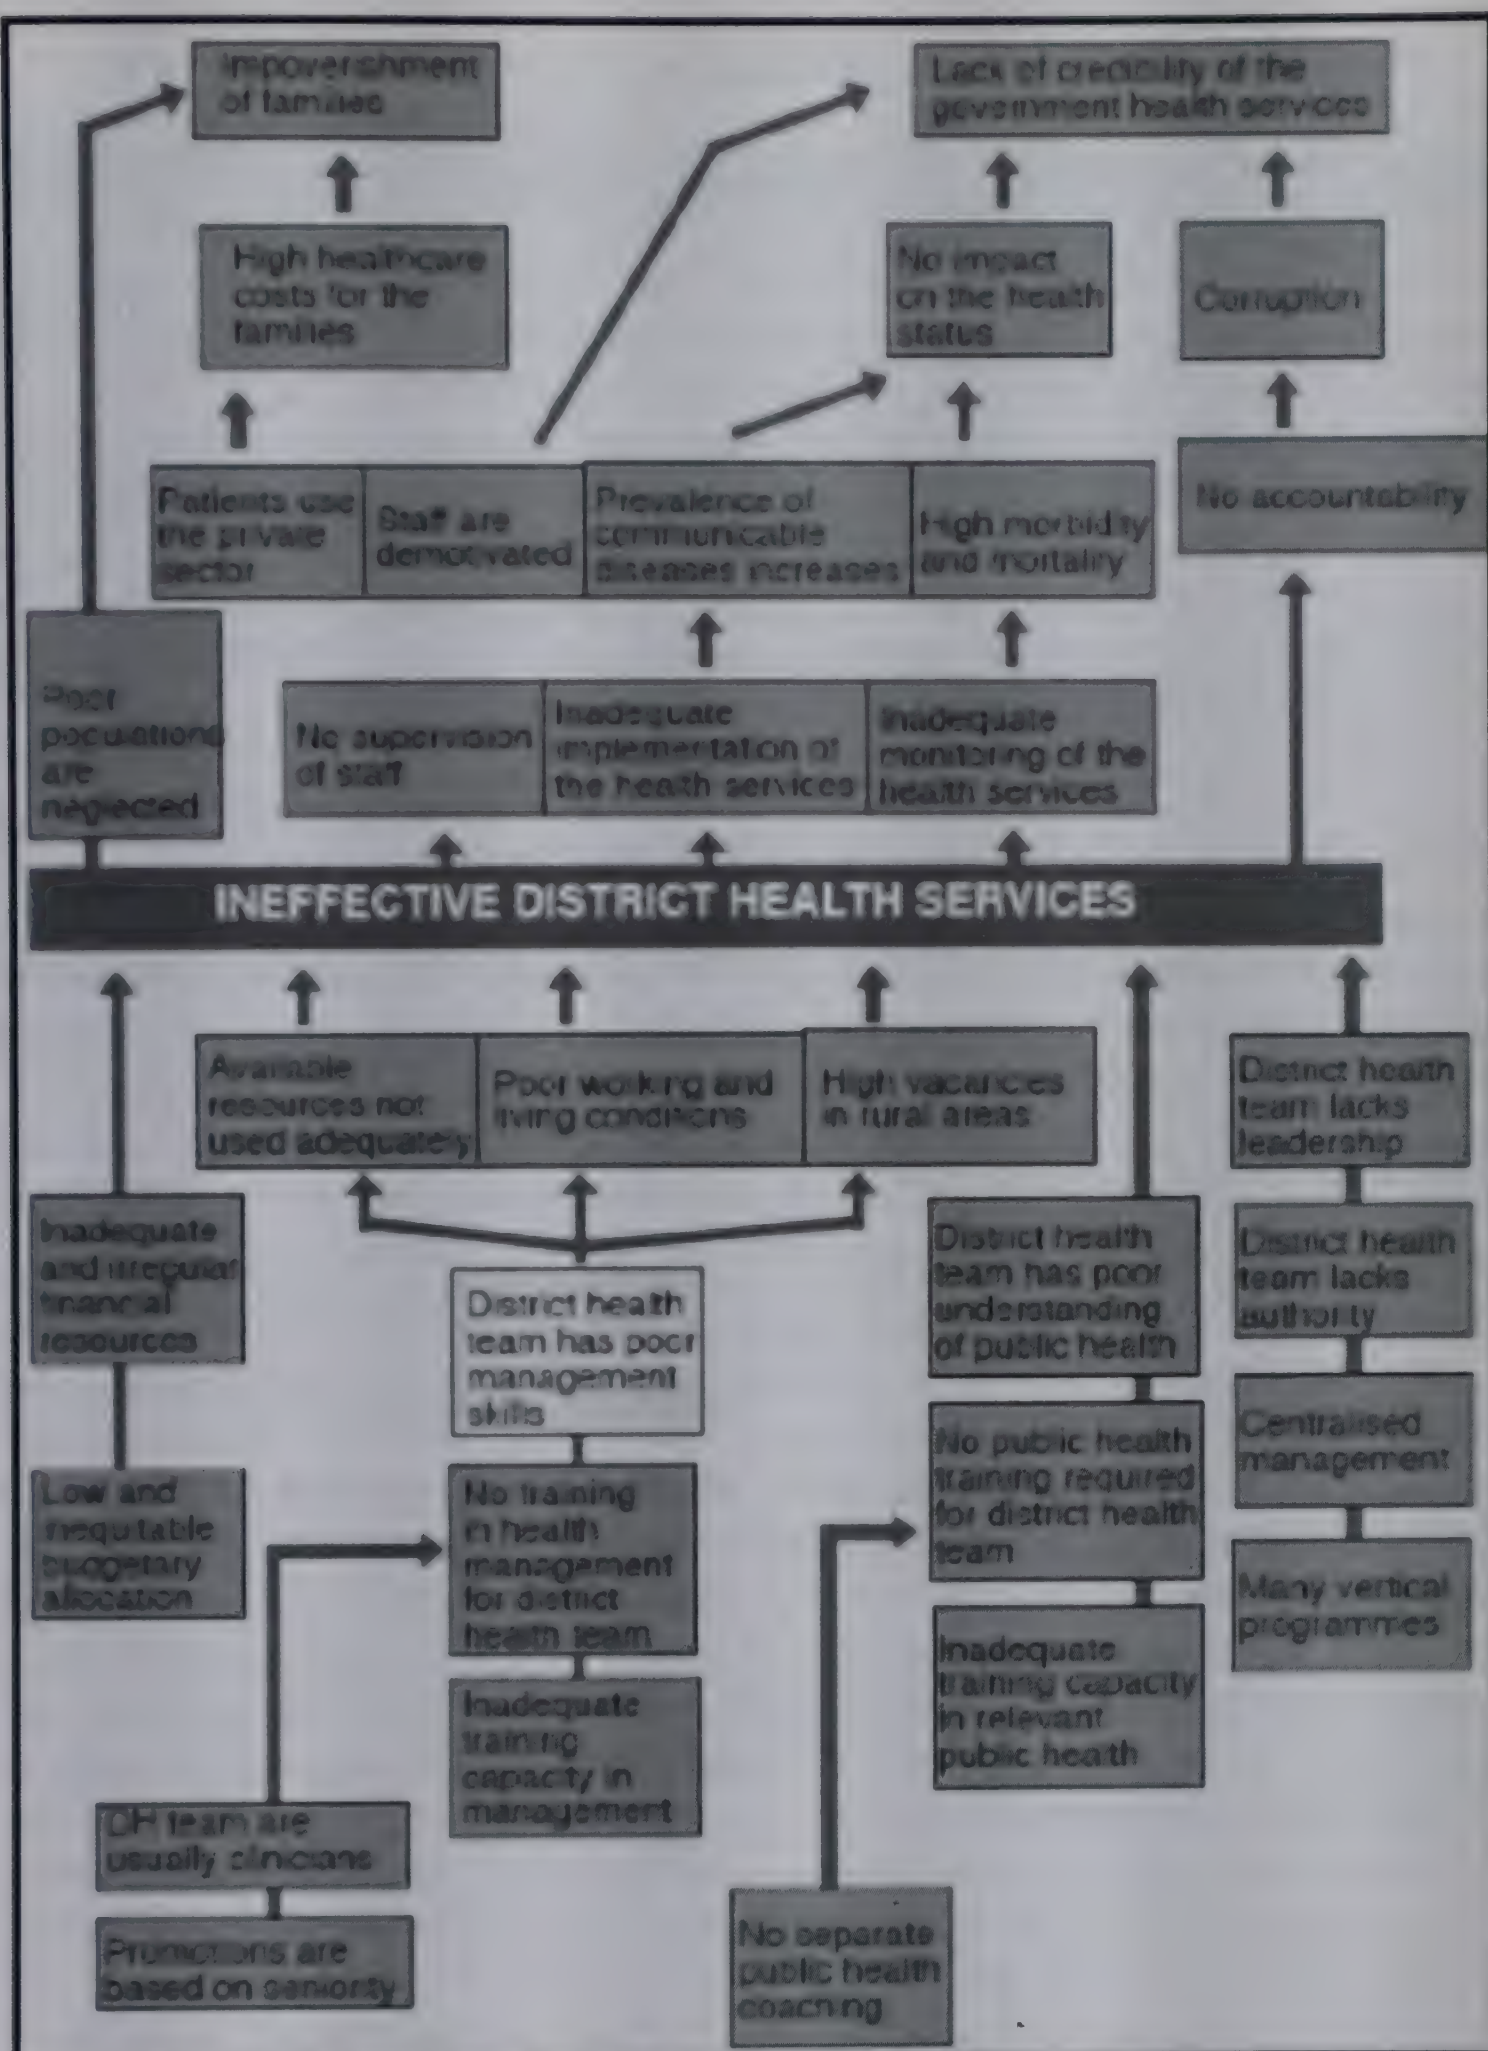 Impoverishment
of families
Lack of credibility of the
government health services
High healthcare
costs for the
families
No impact
on the health
status
Corruption
Patients use
the private
sector
Staff are
demotivated
Prevalence of
communicable
diseases increases
High morbidity
and mortality
No accountability
Poor
populations
are
neglected
No supervision
of staff
Inadequate
implementation of
the health services
Inadequate
monitoring of the
health services
INEFFECTIVE DISTRICT HEALTH SERVICES
Available
resources not
used adequately
Poor working and
living conditions
High vacancies
in rural areas
District health
team lacks
leadership
Inadequate
and irregular
financial
resources
District health
team has poor
management
skills
District health
team has poor
understanding
of public health
District health
team lacks
authority
Low and
inequitable
budgetary
allocation
No training
in health
management
for district
health team
No public health
training required
for district health
team
Centralised
management
Many vertical
programmes
Inadequate
training
capacity in
management
Inadequate
training capacity
in relevant
public health
DH team are
usually clinicians
Promotions are
based on seniority
No separate
public health
coaching